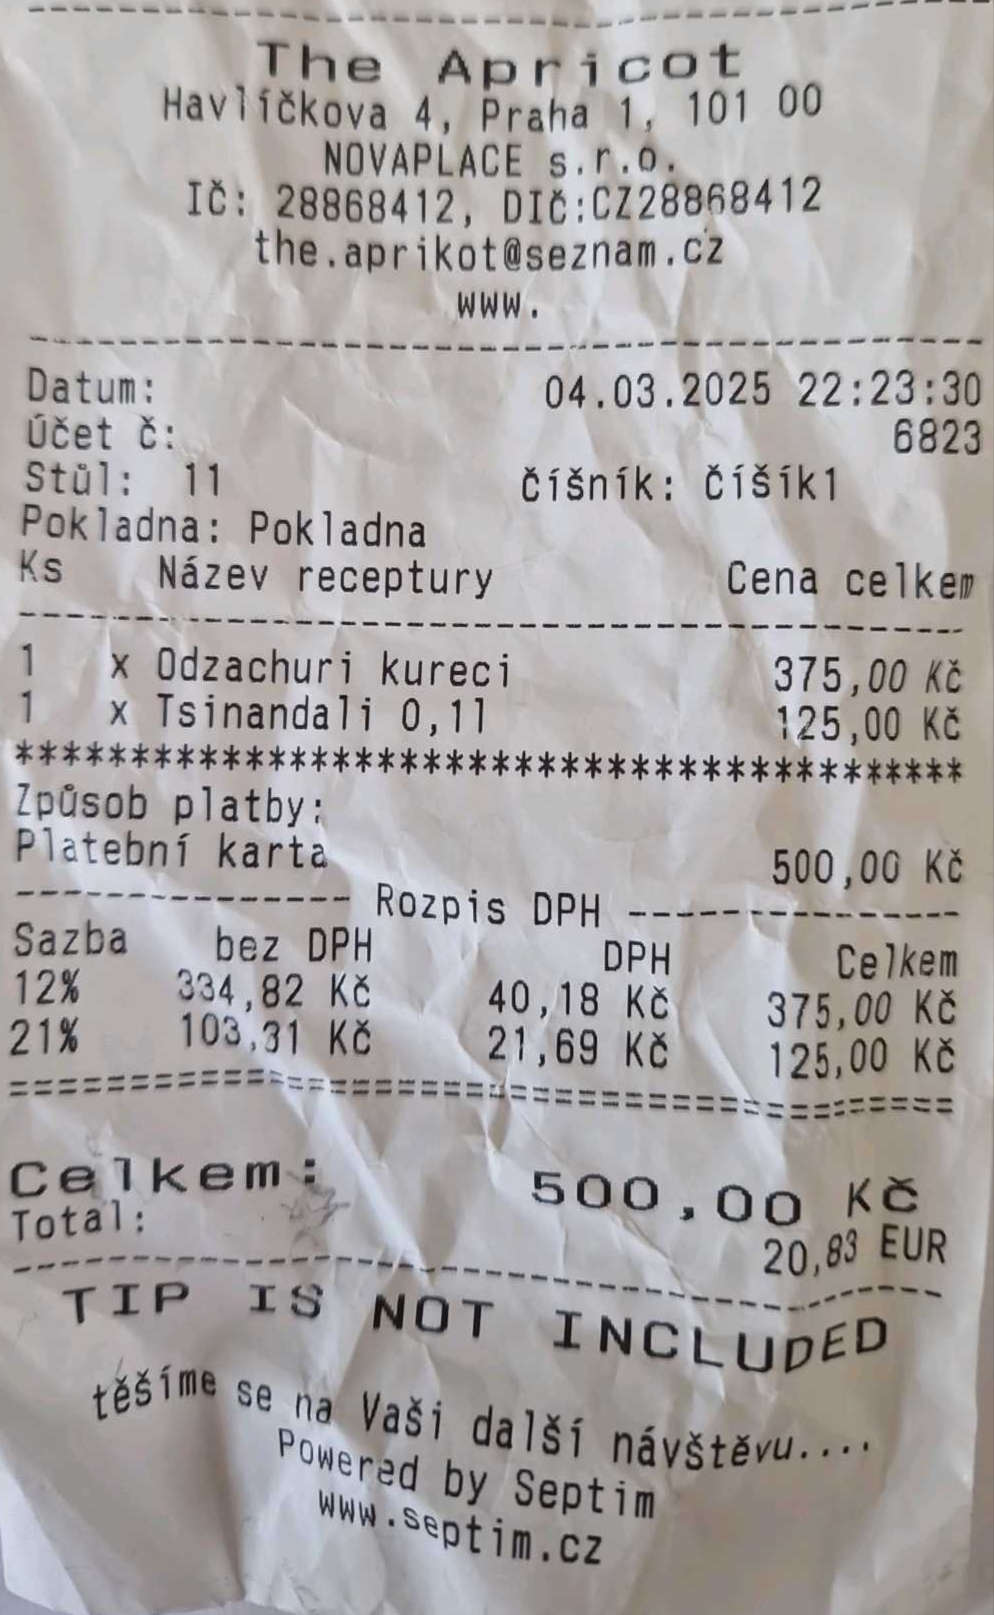 The Apricot
Havlíčkova 4, Praha 1, 101 00
NOVAPLACE s.r.o.
IČ: 28868412, DIČ:CZ28868412
the.aprikot@seznam.cz
www.
Datum: 04.03.2025 22:23:30
Účet č: 6823
Stůl: 11 číšník: číšík1
Pokladna: Pokladna
Ks Název receptury Cena celkem
1 x Odzachuri kureci 375,00 Kč
1 x Tsinandali 0,1l 125,00 Kč
******************************************
Způsob platby:
Platební karta 500,00 Kč
--------------- Rozpis DPH ---------------
Sazba bez DPH DPH Celkem
12% 334,82 Kč 40,18 Kč 375,00 Kč
21% 103,31 Kč 21,69 Kč 125,00 Kč
==========================================
Celkem: 500,00 Kč
Total: 20,83 EUR
TIP IS NOT INCLUDED
těšíme se na Vaši další návštěvu....
Powered by Septim
www.septim.cz